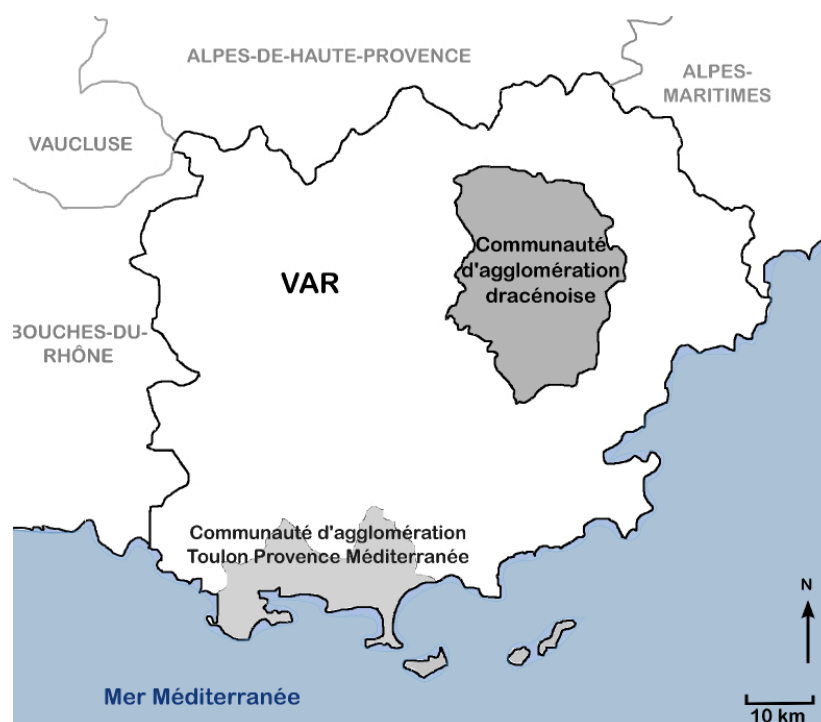 ALPES-DE-HAUTE-PROVENCE
ALPES-
MARITIMES
VAUCLUSE
Communauté
d'agglomération
dracénoise
VAR
BOUCHES-DU-
RHÔNE
Communauté d'agglomération
Toulon Provence Méditerranée
N
Mer Méditerranée
10 km